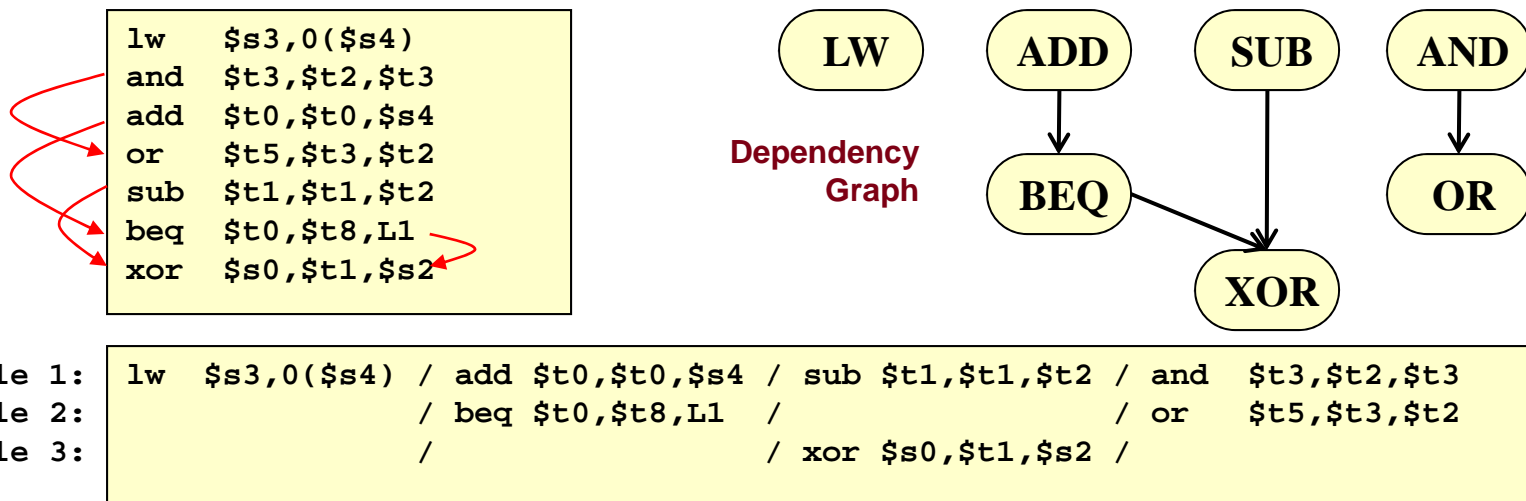 lw $s3,0($s4)
and $t3,$t2,$t3
add $t0,$t0,$s4
or $t5,$t3,$t2
sub $t1,$t1,$t2
beq $t0,$t8,L1
xor $s0,$t1,$s2
LW ADD SUB AND
Dependency
Graph
BEQ OR
XOR
le 1: lw $s3,0($s4) / add $t0,$t0,$s4 / sub $t1,$t1,$t2 / and $t3,$t2,$t3
le 2: / beq $t0,$t8,L1 / / or $t5,$t3,$t2
le 3: / / xor $s0,$t1,$s2 /